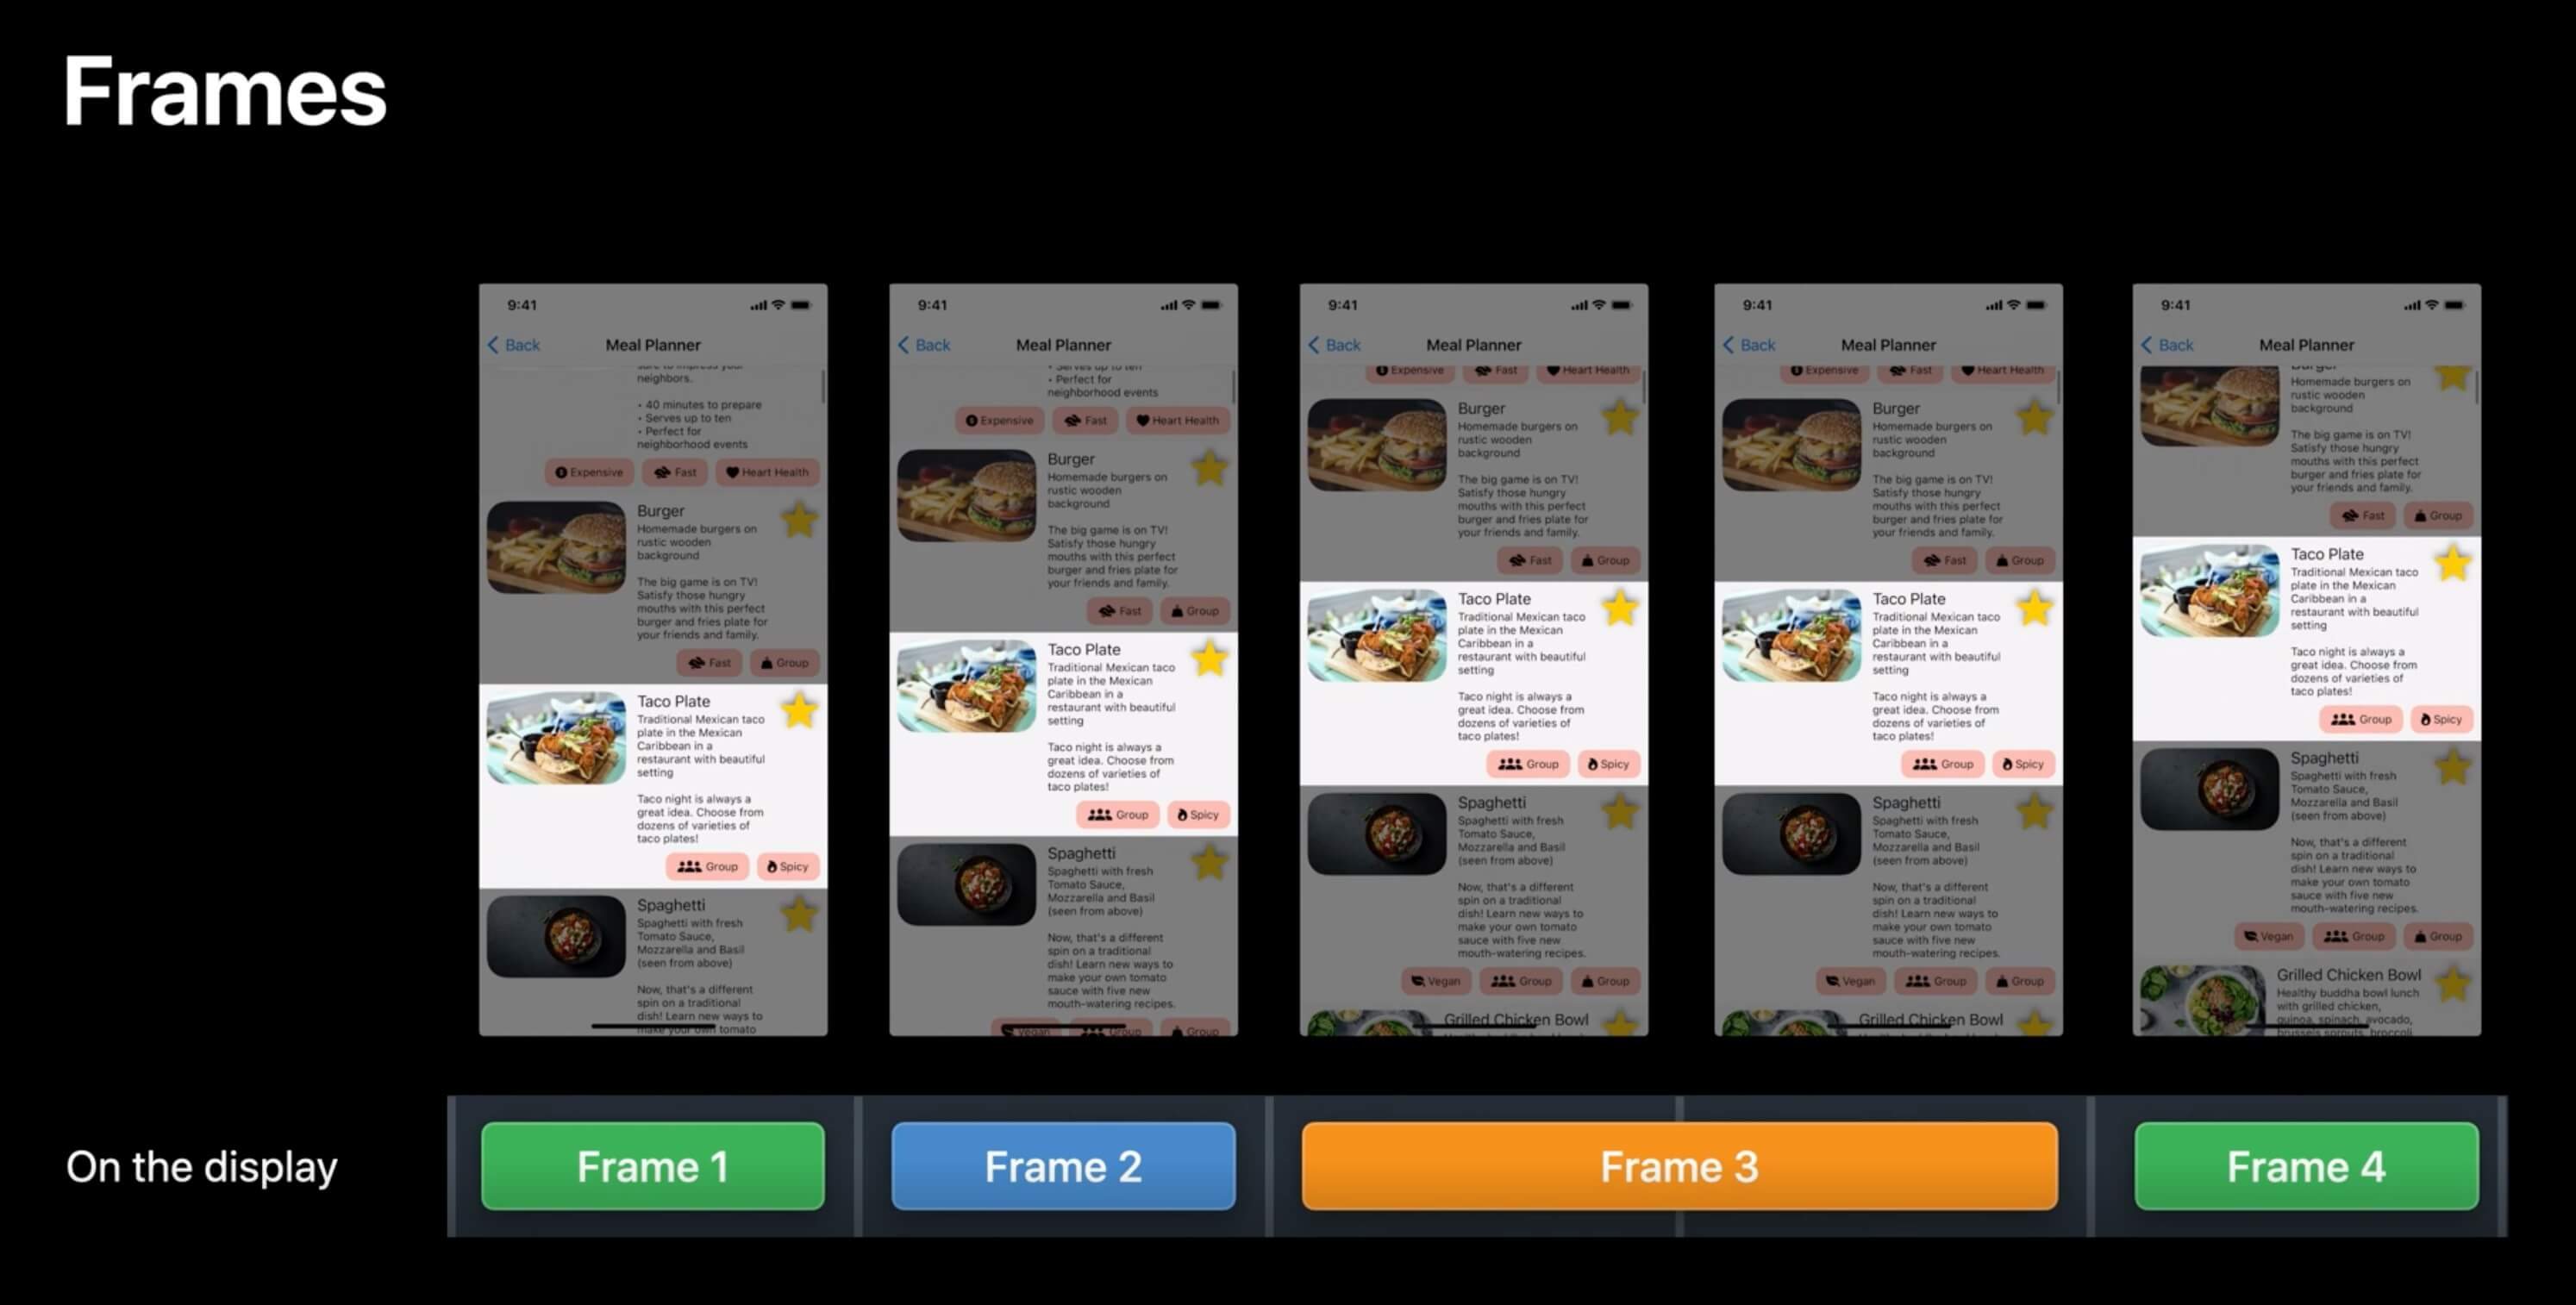 Frames
9:41
Back Meal Planner
neighbors.
• 40 minutes to prepare
• Serves up to ten
• Perfect for
neighborhood events
Expensive Fast Heart Health
Burger
Homemade burgers on
rustic wooden
background
The big game is on TV!
Satisfy those hungry
mouths with this perfect
burger and fries plate for
your friends and family.
Fast Group
Taco Plate
Traditional Mexican taco
plate in the Mexican
Caribbean in a
restaurant with beautiful
setting
Taco night is always a
great idea. Choose from
dozens of varieties of
taco plates!
Group Spicy
Spaghetti
Spaghetti with fresh
Tomato Sauce,
Mozzarella and Basil
(seen from above)
Now, that's a different
spin on a traditional
dish! Learn new ways to
make your own tomato
9:41
Back Meal Planner
• Serves up to ten
• Perfect for
neighborhood events
Expensive Fast Heart Health
Burger
Homemade burgers on
rustic wooden
background
The big game is on TV!
Satisfy those hungry
mouths with this perfect
burger and fries plate for
your friends and family.
Fast Group
Taco Plate
Traditional Mexican taco
plate in the Mexican
Caribbean in a
restaurant with beautiful
setting
Taco night is always a
great idea. Choose from
dozens of varieties of
taco plates!
Group Spicy
Spaghetti
Spaghetti with fresh
Tomato Sauce,
Mozzarella and Basil
(seen from above)
Now, that's a different
spin on a traditional
dish! Learn new ways to
make your own tomato
sauce with five new
mouth-watering recipes.
Vegan Group Group
9:41
Back Meal Planner
Expensive Fast Heart Health
Burger
Homemade burgers on
rustic wooden
background
The big game is on TV!
Satisfy those hungry
mouths with this perfect
burger and fries plate for
your friends and family.
Fast Group
Taco Plate
Traditional Mexican taco
plate in the Mexican
Caribbean in a
restaurant with beautiful
setting
Taco night is always a
great idea. Choose from
dozens of varieties of
taco plates!
Group Spicy
Spaghetti
Spaghetti with fresh
Tomato Sauce,
Mozzarella and Basil
(seen from above)
Now, that's a different
spin on a traditional
dish! Learn new ways to
make your own tomato
sauce with five new
mouth-watering recipes.
Vegan Group Group
Grilled Chicken Bowl
9:41
Back Meal Planner
Expensive Fast Heart Health
Burger
Homemade burgers on
rustic wooden
background
The big game is on TV!
Satisfy those hungry
mouths with this perfect
burger and fries plate for
your friends and family.
Fast Group
Taco Plate
Traditional Mexican taco
plate in the Mexican
Caribbean in a
restaurant with beautiful
setting
Taco night is always a
great idea. Choose from
dozens of varieties of
taco plates!
Group Spicy
Spaghetti
Spaghetti with fresh
Tomato Sauce,
Mozzarella and Basil
(seen from above)
Now, that's a different
spin on a traditional
dish! Learn new ways to
make your own tomato
sauce with five new
mouth-watering recipes.
Vegan Group Group
Grilled Chicken Bowl
9:41
Back Meal Planner
Burger
Homemade burgers on
rustic wooden
background
The big game is on TV!
Satisfy those hungry
mouths with this perfect
burger and fries plate for
your friends and family.
Fast Group
Taco Plate
Traditional Mexican taco
plate in the Mexican
Caribbean in a
restaurant with beautiful
setting
Taco night is always a
great idea. Choose from
dozens of varieties of
taco plates!
Group Spicy
Spaghetti
Spaghetti with fresh
Tomato Sauce,
Mozzarella and Basil
(seen from above)
Now, that's a different
spin on a traditional
dish! Learn new ways to
make your own tomato
sauce with five new
mouth-watering recipes.
Vegan Group Group
Grilled Chicken Bowl
Healthy buddha bowl lunch
with grilled chicken,
quinoa, spinach, avocado,
brussels sprouts, broccoli
On the display
Frame 1
Frame 2
Frame 3
Frame 4